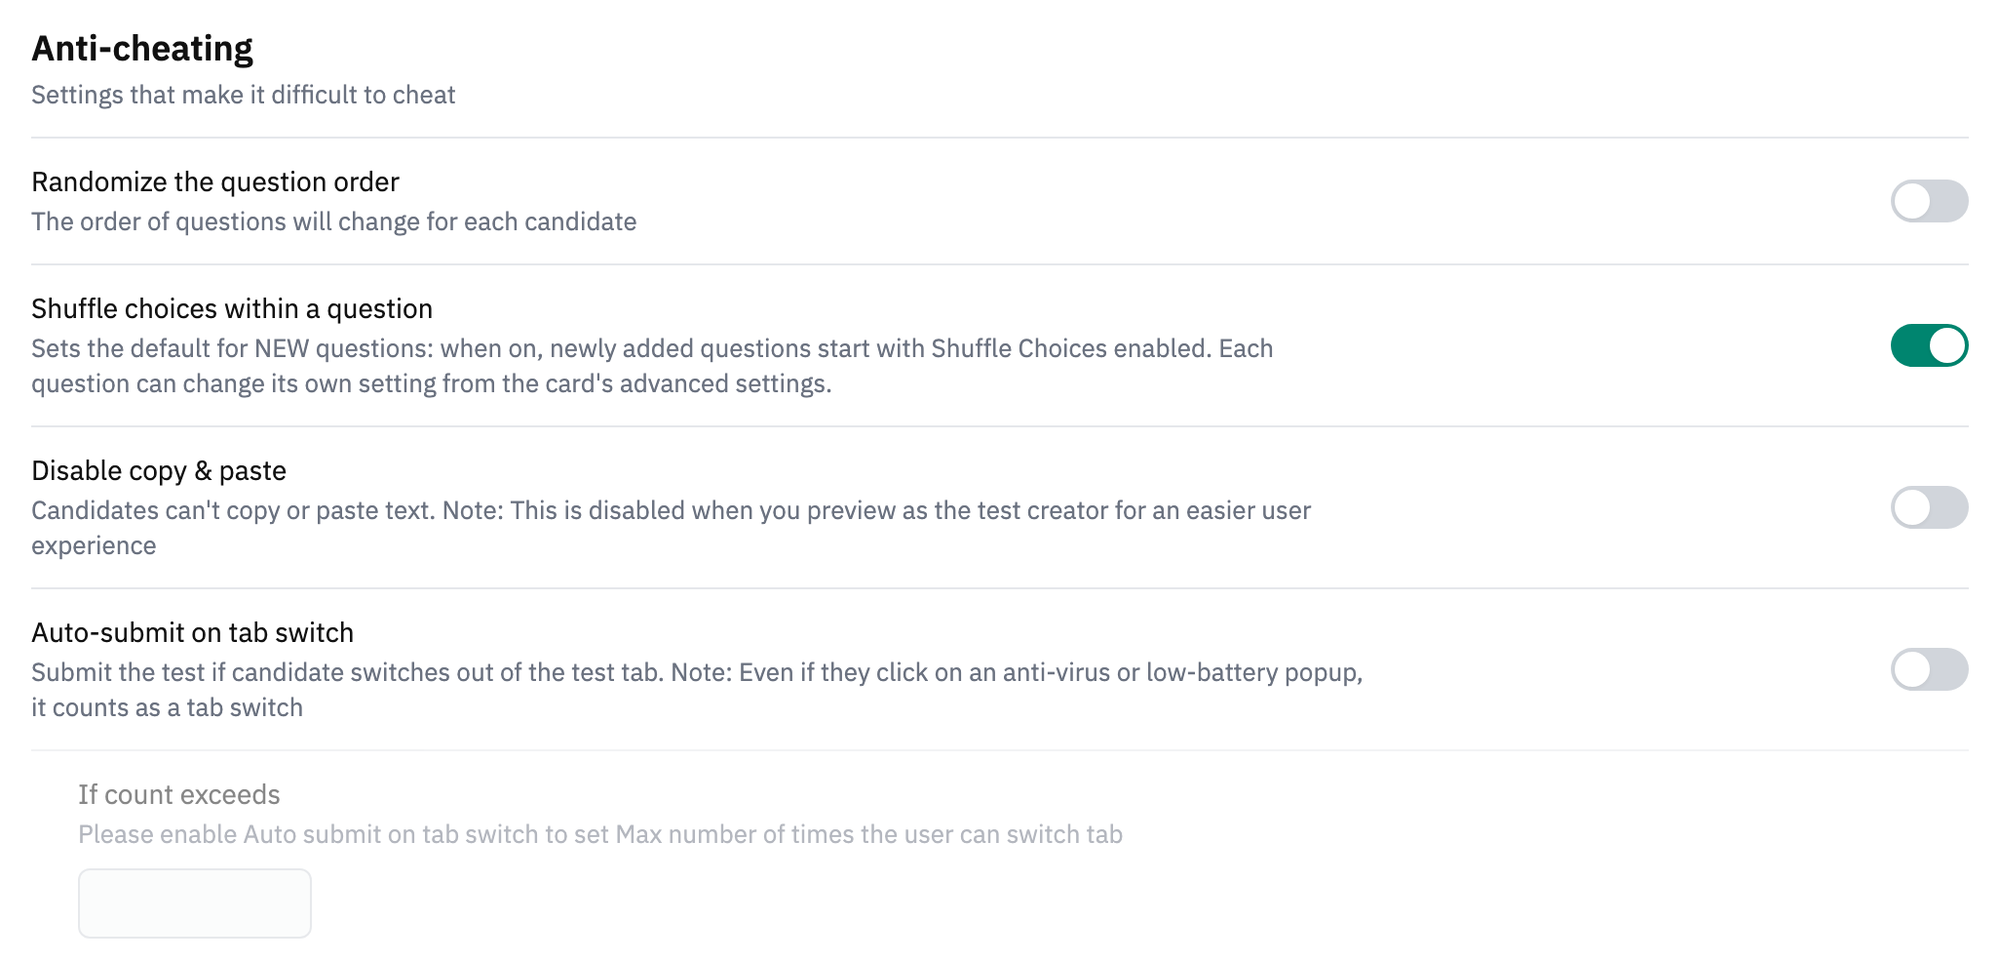 Anti-cheating
Settings that make it difficult to cheat
Randomize the question order
The order of questions will change for each candidate
Shuffle choices within a question
Sets the default for NEW questions: when on, newly added questions start with Shuffle Choices enabled. Each
question can change its own setting from the card's advanced settings.
Disable copy & paste
Candidates can't copy or paste text. Note: This is disabled when you preview as the test creator for an easier user
experience
Auto-submit on tab switch
Submit the test if candidate switches out of the test tab. Note: Even if they click on an anti-virus or low-battery popup,
it counts as a tab switch
If count exceeds
Please enable Auto submit on tab switch to set Max number of times the user can switch tab